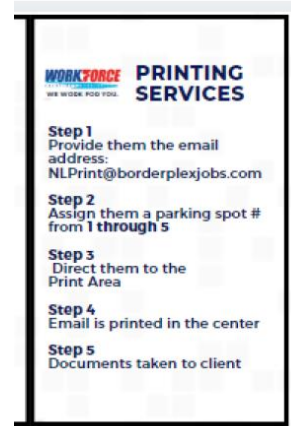 WORKFORCE
WE WORK FOR YOU.
PRINTING
SERVICES
Step 1
Provide them the email
address:
NLPrint@borderplexjobs.com
Step 2
Assign them a parking spot #
from 1 through 5
Step 3
Direct them to the
Print Area
Step 4
Email is printed in the center
Step 5
Documents taken to client